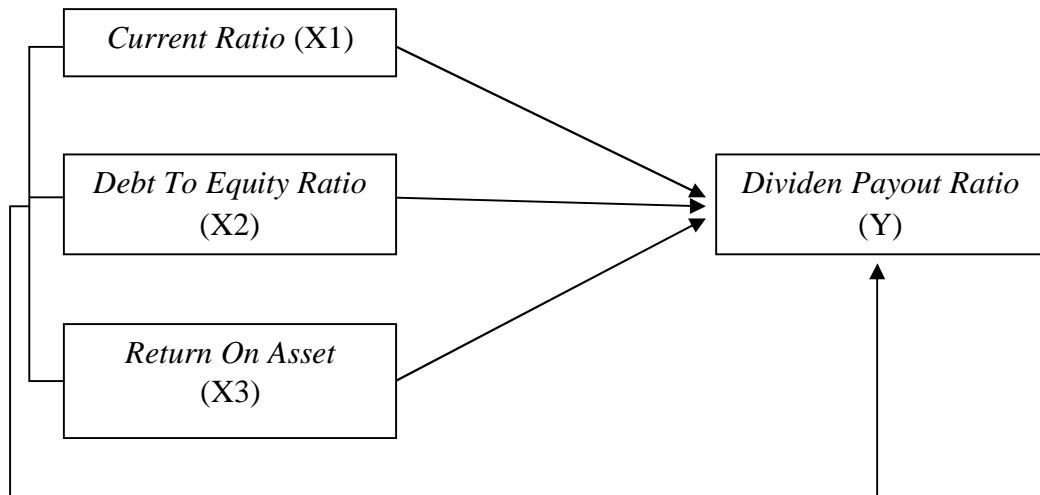 Current Ratio (X1)
Debt To Equity Ratio
(X2)
Dividen Payout Ratio
(Y)
Return On Asset
(X3)